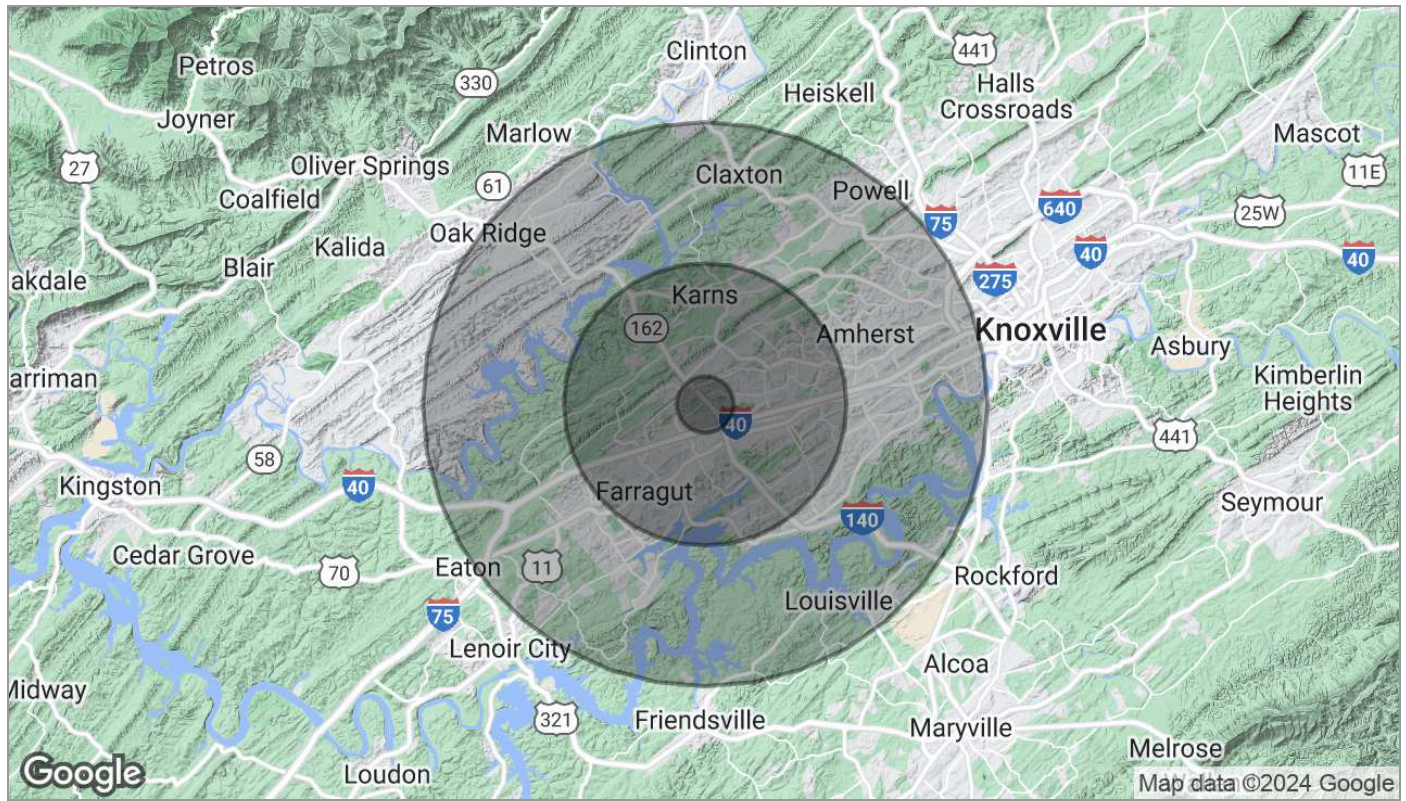 Clinton
441
Petros
Halls
Crossroads
330
Heiskell
Joyner
Marlow
Mascot
27
Oliver Springs
11E
Claxton
61
Powell
Coalfield
640
25W
75
Oak Ridge
Kalida
40
40
Blair
275
akdale
Karns
162
Amherst
Knoxville
Asbury
arriman
Kimberlin
Heights
40
441
58
Kingston
40
Farragut
Seymour
140
Cedar Grove
70
Eaton
11
Rockford
Louisville
75
Lenoir City
Alcoa
Midway
321
Friendsville
Maryville
Melrose
Google
Loudon
Map data ©2024 Google